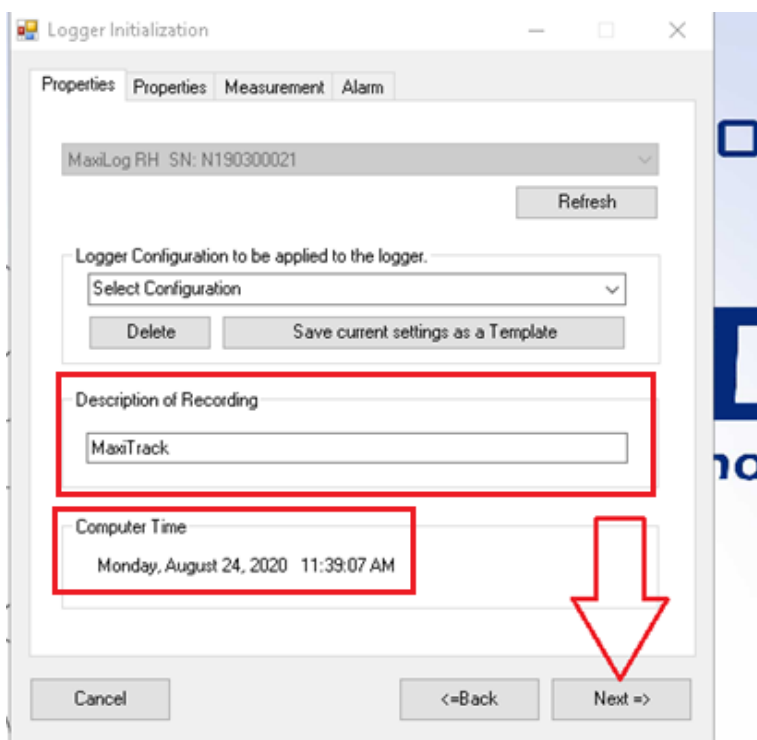 Logger Initialization
Properties Properties Measurement Alarm
MaxiLog RH SN: N190300021
Refresh
Logger Configuration to be applied to the logger.
Select Configuration
Delete Save current settings as a Template
Description of Recording
MaxiTrack
Computer Time
Monday, August 24, 2020 11:39:07 AM
Cancel <=Back Next =>